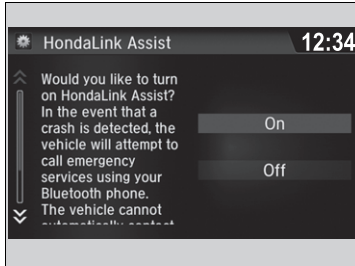 HondaLink Assist
12:34
Would you like to turn
on HondaLink Assist?
In the event that a
crash is detected, the
vehicle will attempt to
call emergency
services using your
Bluetooth phone.
The vehicle cannot
On
Off